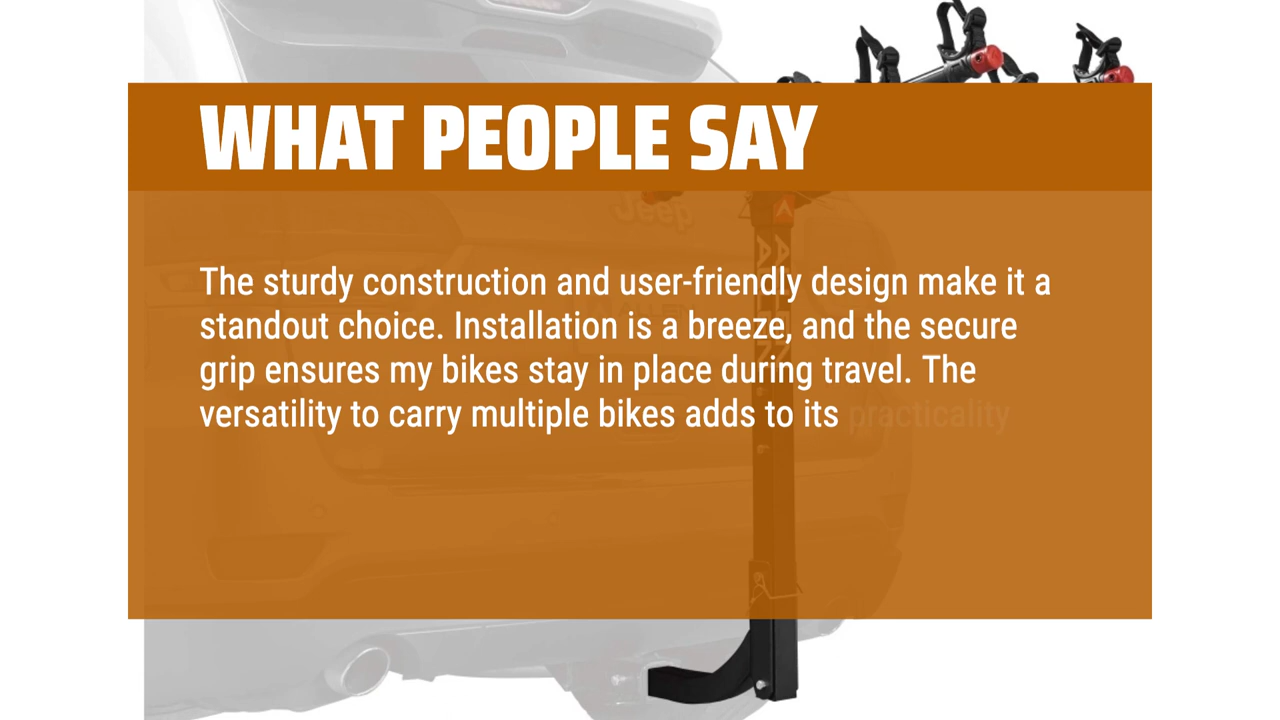 WHAT PEOPLE SAY
Jeep
ALLEN
The sturdy construction and user-friendly design make it a
standout choice. Installation is a breeze, and the secure
grip ensures my bikes stay in place during travel. The
versatility to carry multiple bikes adds to its practicality